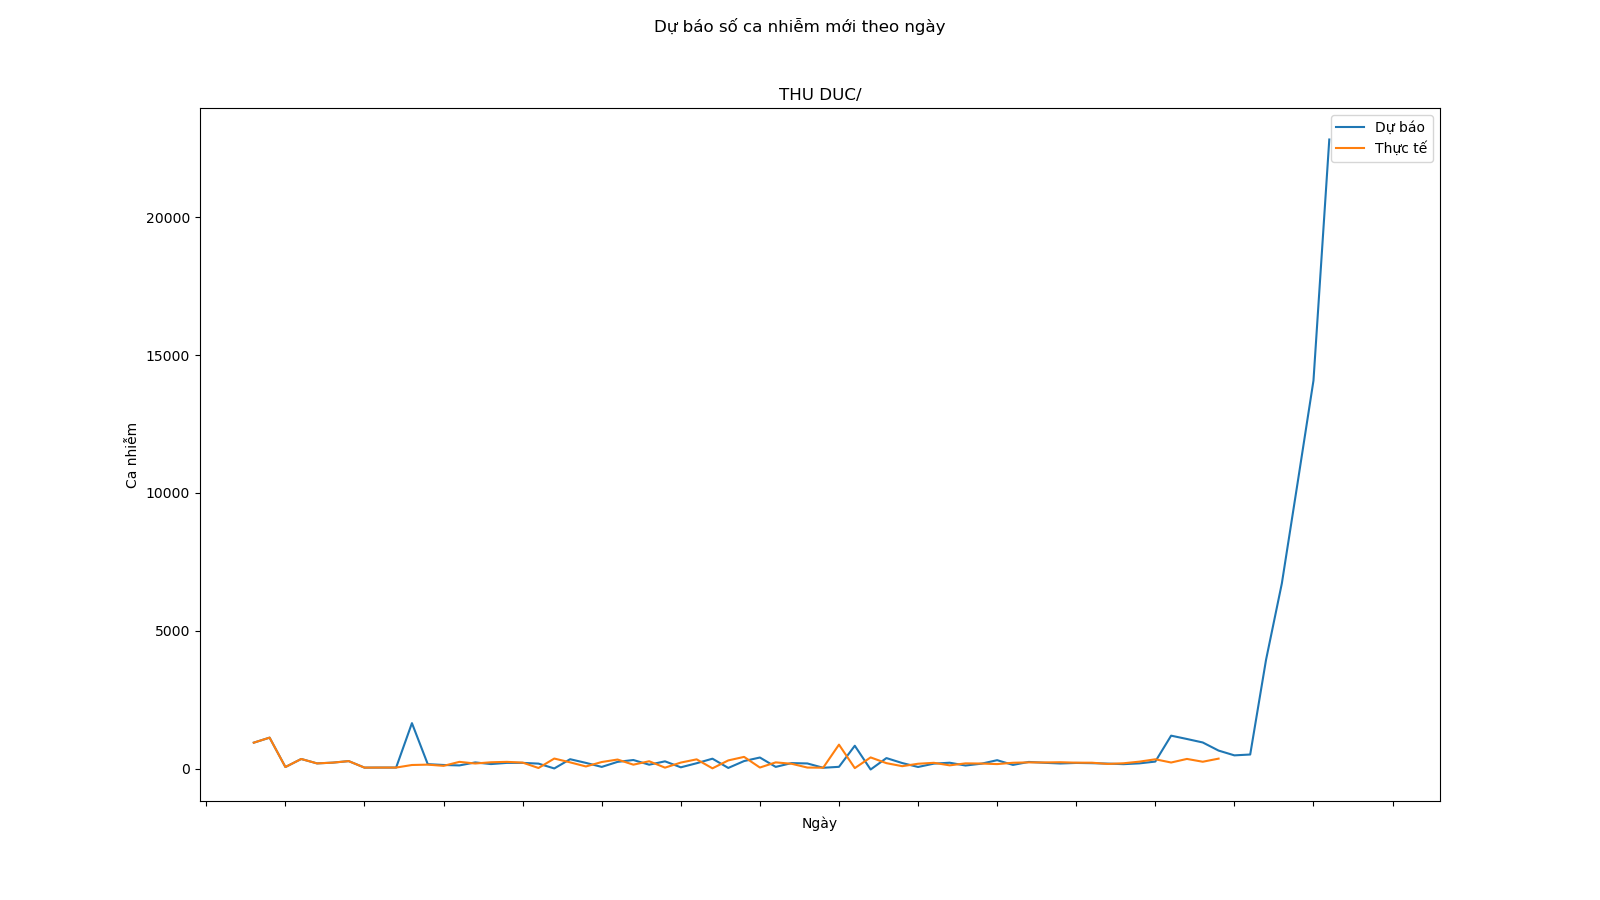 Dự báo số ca nhiễm mới theo ngày
THU DUC/
Dự báo
Thực tế
20000
15000
10000
5000
0
Ca nhiễm
Ngày